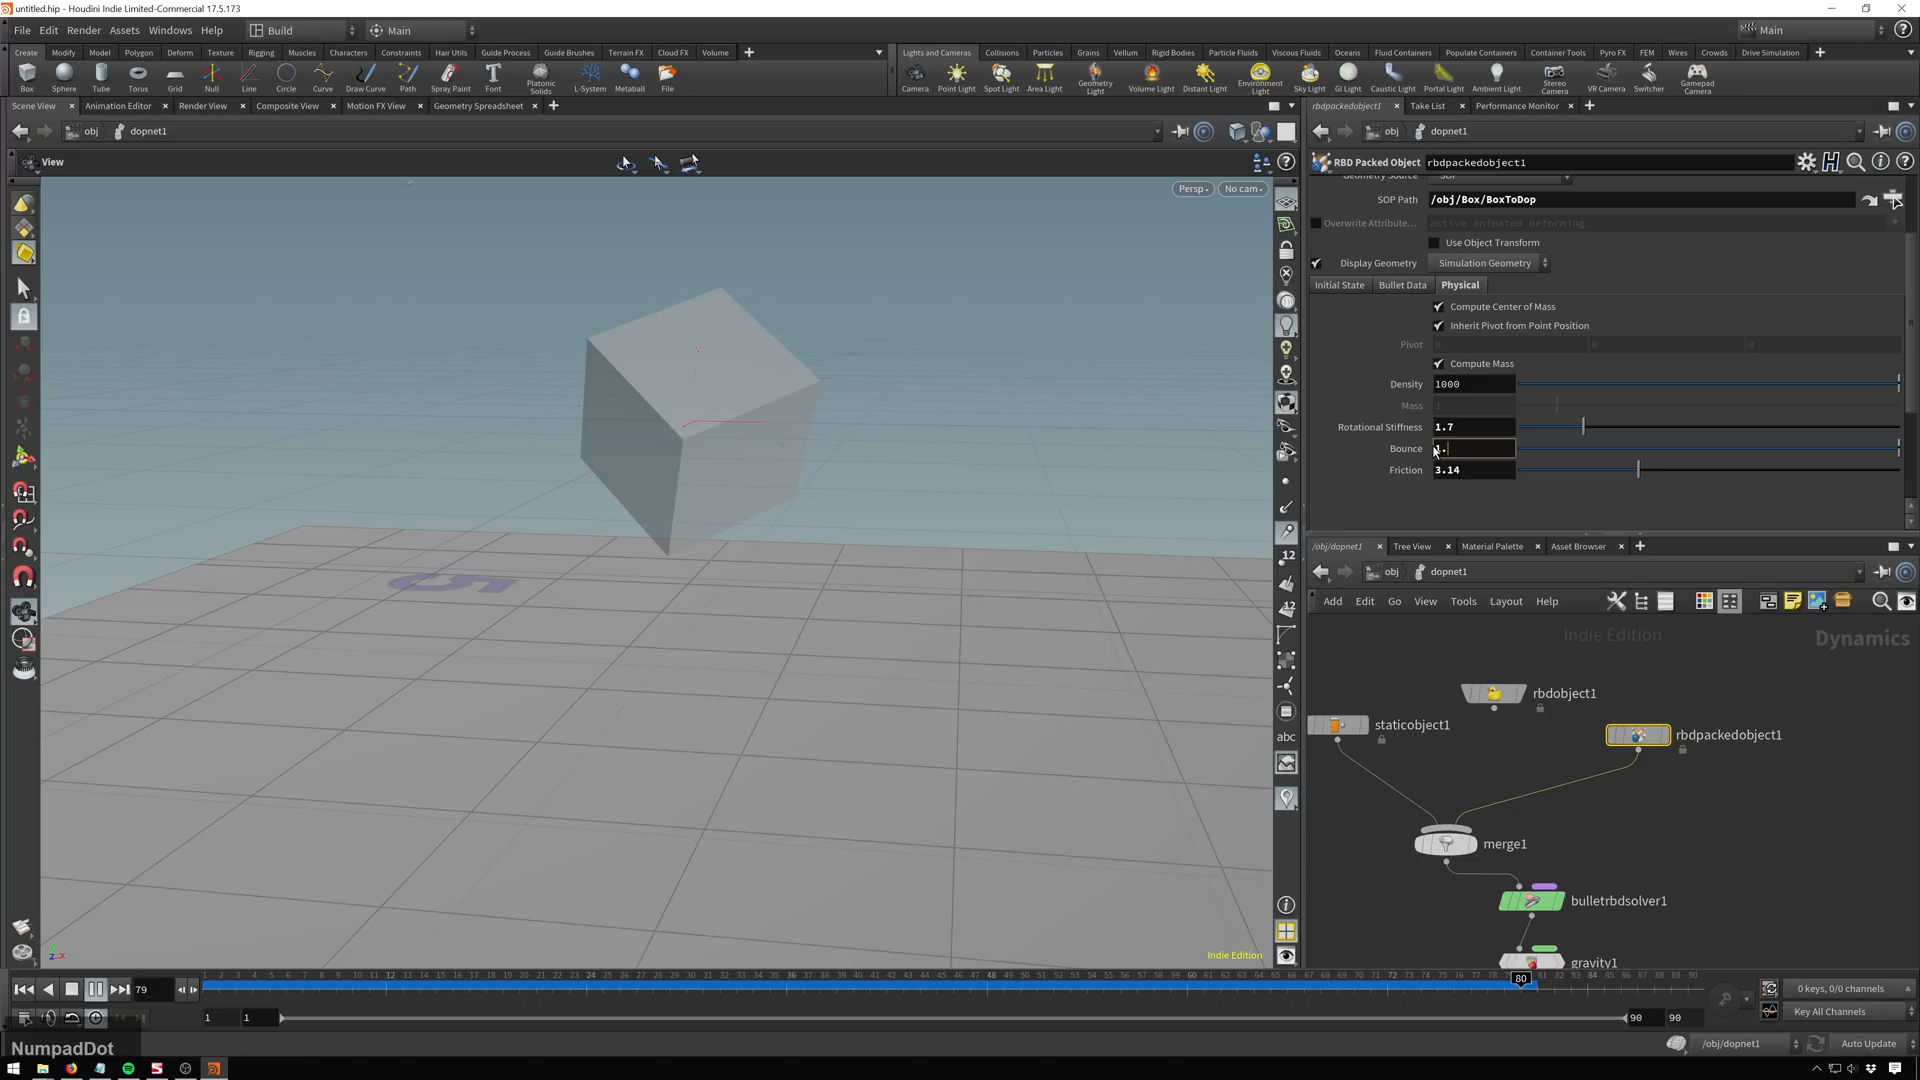 untitled.hip - Houdini Indie Limited-Commercial 17.5.173
File Edit Render Assets Windows Help Build Main Main
Create Modify Model Polygon Deform Texture Rigging Muscles Characters Constraints Hair Utils Guide Process Guide Brushes Terrain FX Cloud FX Volume
Lights and Cameras Collisions Particles Grains Vellum Rigid Bodies Particle Fluids Viscous Fluids Oceans Fluid Containers Populate Containers Container Tools Pyro FX FEM Wires Crowds Drive Simulation
Box Sphere Tube Torus Grid Null Line Circle Curve Draw Curve Path Spray Paint Font Platonic Solids L-System Metaball File
Camera Point Light Spot Light Area Light Geometry Light Volume Light Distant Light Environment Light Sky Light GI Light Caustic Light Portal Light Ambient Light Stereo Camera VR Camera Switcher Gamepad Camera
Scene View Animation Editor Render View Composite View Motion FX View Geometry Spreadsheet
rbdpackedobject1 Take List Performance Monitor
obj dopnet1
obj dopnet1
View
RBD Packed Object rbdpackedobject1
Persp No cam
Geometry Source SOP
SOP Path /obj/Box/BoxToDop
Overwrite Attribute... active animated deforming
Use Object Transform
Display Geometry Simulation Geometry
Initial State Bullet Data Physical
Compute Center of Mass
Inherit Pivot from Point Position
Pivot 0 0 0
Compute Mass
Density 1000
Mass 1
Rotational Stiffness 1.7
Bounce 1.
Friction 3.14
/obj/dopnet1 Tree View Material Palette Asset Browser
obj dopnet1
Add Edit Go View Tools Layout Help
Indie Edition Dynamics
rbdobject1
staticobject1
rbdpackedobject1
merge1
bulletrbdsolver1
gravity1
5
12
12
abc
Indie Edition
z x
80
79
1 1 90 90
0 keys, 0/0 channels
Key All Channels
NumpadDot
/obj/dopnet1 Auto Update